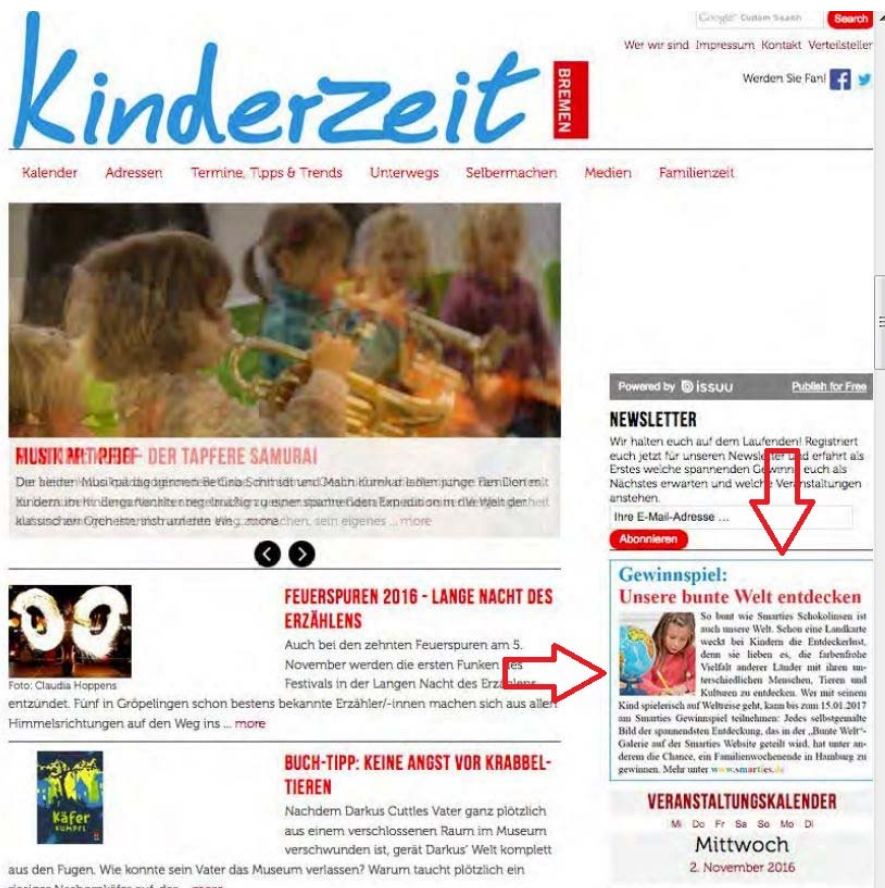 Google™ Custom Search Search
Wer wir sind Impressum Kontakt Verteilsteller
Werden Sie Fan!
kinderzeit
BREMEN
Kalender Adressen Termine, Tipps & Trends Unterwegs Selbermachen Medien Familienzeit
DER TAPFERE SAMURAI
... more
Powered by issuu Publish for Free
NEWSLETTER
Wir halten euch auf dem Laufenden! Registriert
euch jetzt für unseren Newsletter und erfahrt als
Erstes welche spannenden Gewinne euch als
Nächstes erwarten und welche Veranstaltungen
anstehen.
Ihre E-Mail-Adresse ...
Abonnieren
FEUERSPUREN 2016 - LANGE NACHT DES
ERZÄHLENS
Auch bei den zehnten Feuerspuren am 5.
November werden die ersten Funken des
Festivals in der Langen Nacht des Erzählens
Foto: Claudia Hoppens
entzündet. Fünf in Gröpelingen schon bestens bekannte Erzähler/-innen machen sich aus allen
Himmelsrichtungen auf den Weg ins ... more
Käfer
KUMPEL
BUCH-TIPP: KEINE ANGST VOR KRABBEL-
TIEREN
Nachdem Darkus Cuttles Vater ganz plötzlich
aus einem verschlossenen Raum im Museum
verschwunden ist, gerät Darkus' Welt komplett
aus den Fugen. Wie konnte sein Vater das Museum verlassen? Warum taucht plötzlich ein
Gewinnspiel:
Unsere bunte Welt entdecken
So bunt wie Smarties Schokolinsen ist
auch unsere Welt. Schon eine Landkarte
weckt bei Kindern die Entdeckerlust,
denn sie lieben es, die farbenfrohe
Vielfalt anderer Länder mit ihren un-
terschiedlichen Menschen, Tieren und
Kulturen zu entdecken. Wer mit seinem
Kind spielerisch auf Weltreise geht, kann bis zum 15.01.2017
am Smarties Gewinnspiel teilnehmen: Jedes selbstgemalte
Bild der spannendsten Entdeckung, das in der „Bunte Welt"-
Galerie auf der Smarties Website geteilt wird, hat unter an-
derem die Chance, ein Familienwochenende in Hamburg zu
gewinnen. Mehr unter www.smarties.de
VERANSTALTUNGSKALENDER
Mi Do Fr Sa So Mo Di
Mittwoch
2. November 2016